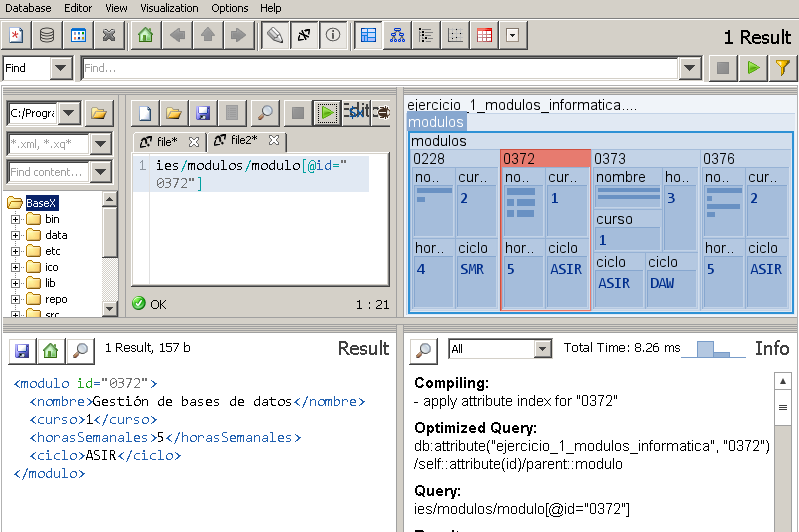 Database Editor View Visualization Options Help
1 Result
Find Find...
C:/Progra
*.xml, *.xq*
Find content...
BaseX
bin
data
etc
ico
lib
repo
src
Editor
file* file2*
1 ies/modulos/modulo[@id="
0372"]
OK 1 : 21
ejercicio_1_modulos_informatica....
modulos
modulos
0228 0372 0373 0376
no.. cur.. no.. cur.. nombre ho.. no.. cur..
2 1 3 2
curso
1
hor.. ciclo hor.. ciclo ciclo ciclo hor.. ciclo
4 SMR 5 ASIR ASIR DAW 5 ASIR
1 Result, 157 b Result
<modulo id="0372">
<nombre>Gestión de bases de datos</nombre>
<curso>1</curso>
<horasSemanales>5</horasSemanales>
<ciclo>ASIR</ciclo>
</modulo>
All Total Time: 8.26 ms Info
Compiling:
- apply attribute index for "0372"
Optimized Query:
db:attribute("ejercicio_1_modulos_informatica", "0372")
/self::attribute(id)/parent::modulo
Query:
ies/modulos/modulo[@id="0372"]